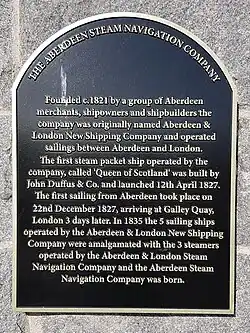 THE ABERDEEN STEAM NAVIGATION COMPANY
Founded c.1821 by a group of Aberdeen
merchants, shipowners and shipbuilders the
company was originally named Aberdeen &
London New Shipping Company and operated
sailings between Aberdeen and London.
The first steam packet ship operated by the
company, called 'Queen of Scotland' was built by
John Duffus & Co. and launched 12th April 1827.
The first sailing from Aberdeen took place on
22nd December 1827, arriving at Galley Quay,
London 3 days later. In 1835 the 5 sailing ships
operated by the Aberdeen & London New Shipping
Company were amalgamated with the 3 steamers
operated by the Aberdeen & London Steam
Navigation Company and the Aberdeen Steam
Navigation Company was born.